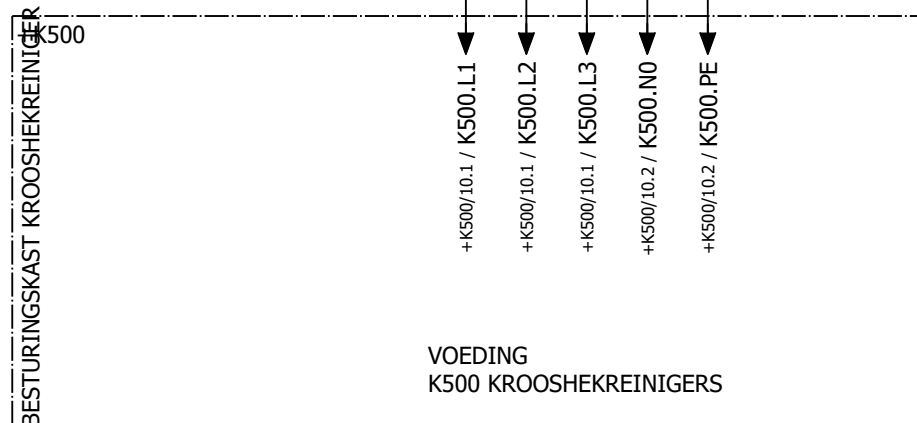 +K500
BESTURINGSKAST KROOSHEKREINIGER
+K500/10.1 / K500.L1
+K500/10.1 / K500.L2
+K500/10.1 / K500.L3
+K500/10.2 / K500.N0
+K500/10.2 / K500.PE
VOEDING
K500 KROOSHEKREINIGERS